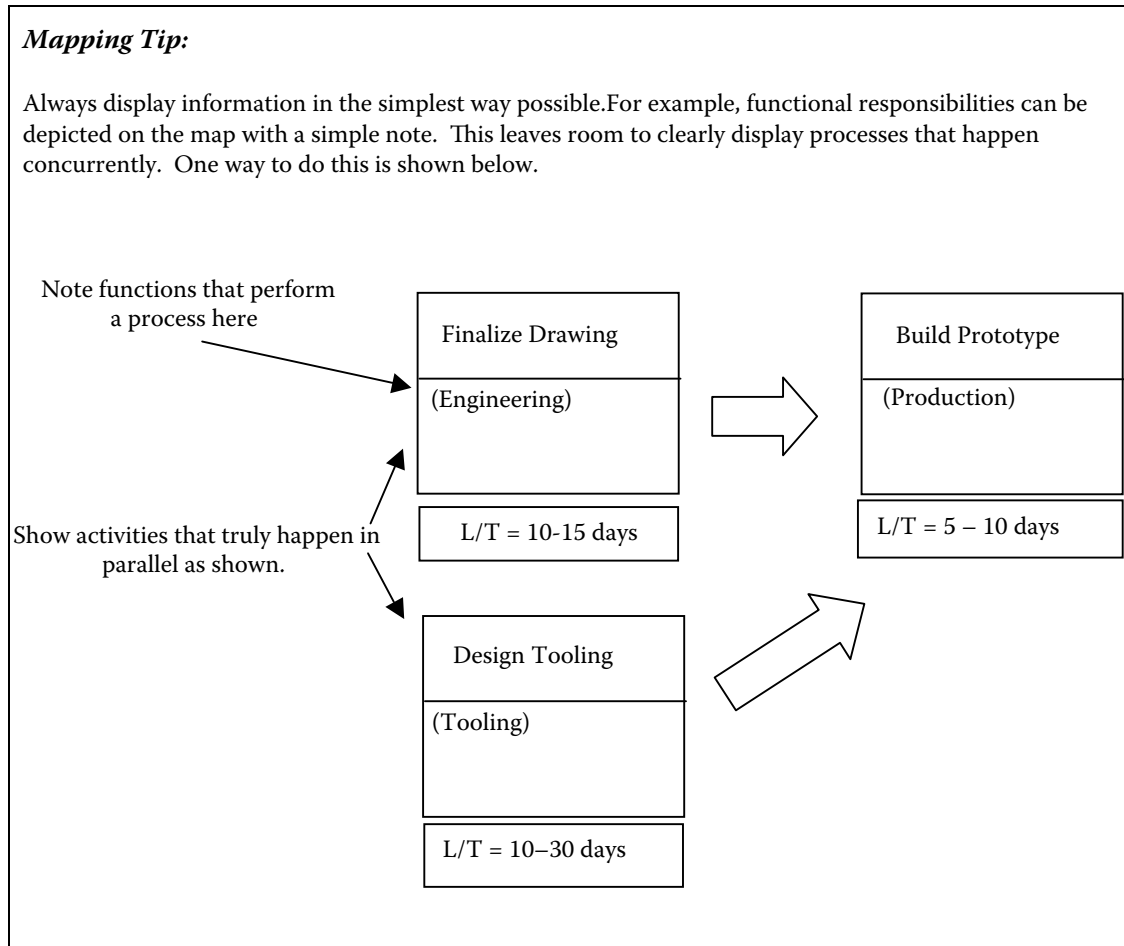 Mapping Tip:
Always display information in the simplest way possible.For example, functional responsibilities can be
depicted on the map with a simple note.  This leaves room to clearly display processes that happen
concurrently.  One way to do this is shown below.
Note functions that perform
a process here
Finalize Drawing
(Engineering)
L/T = 10-15 days
Build Prototype
(Production)
L/T = 5 – 10 days
Show activities that truly happen in
parallel as shown.
Design Tooling
(Tooling)
L/T = 10–30 days